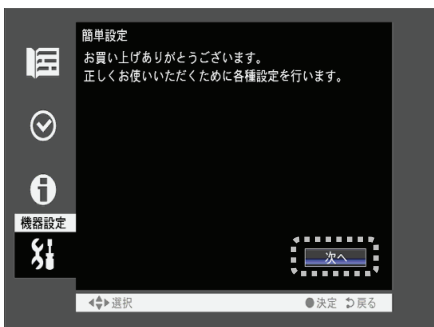 簡単設定
お買い上げありがとうございます。
正しくお使いいただくために各種設定を行います。
機器設定
次へ
選択
決定 戻る